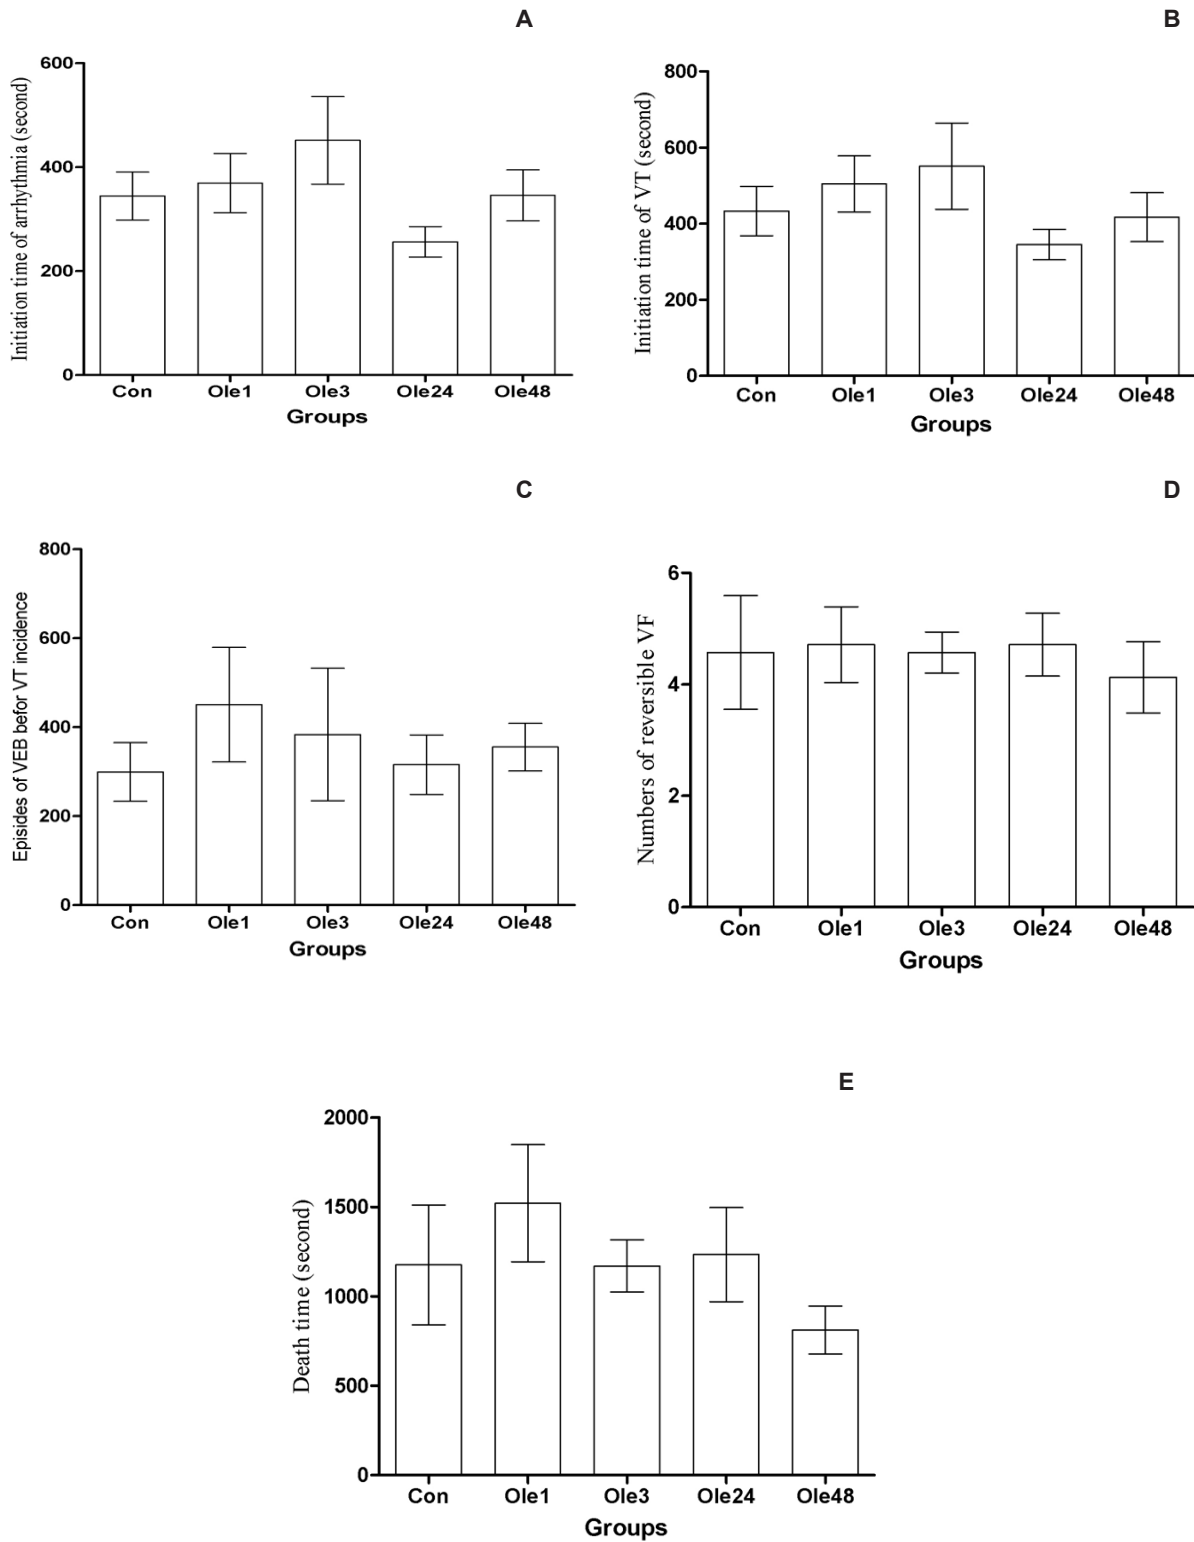 A
Initiation time of arrhythmia (second)
600
400
200
0
Con Ole1 Ole3 Ole24 Ole48
Groups
B
Initiation time of VT (second)
800
600
400
200
0
Con Ole1 Ole3 Ole24 Ole48
Groups
C
Episides of VEB befor VT incidence
800
600
400
200
0
Con Ole1 Ole3 Ole24 Ole48
Groups
D
Numbers of reversible VF
6
4
2
0
Con Ole1 Ole3 Ole24 Ole48
Groups
E
Death time (second)
2000
1500
1000
500
0
Con Ole1 Ole3 Ole24 Ole48
Groups